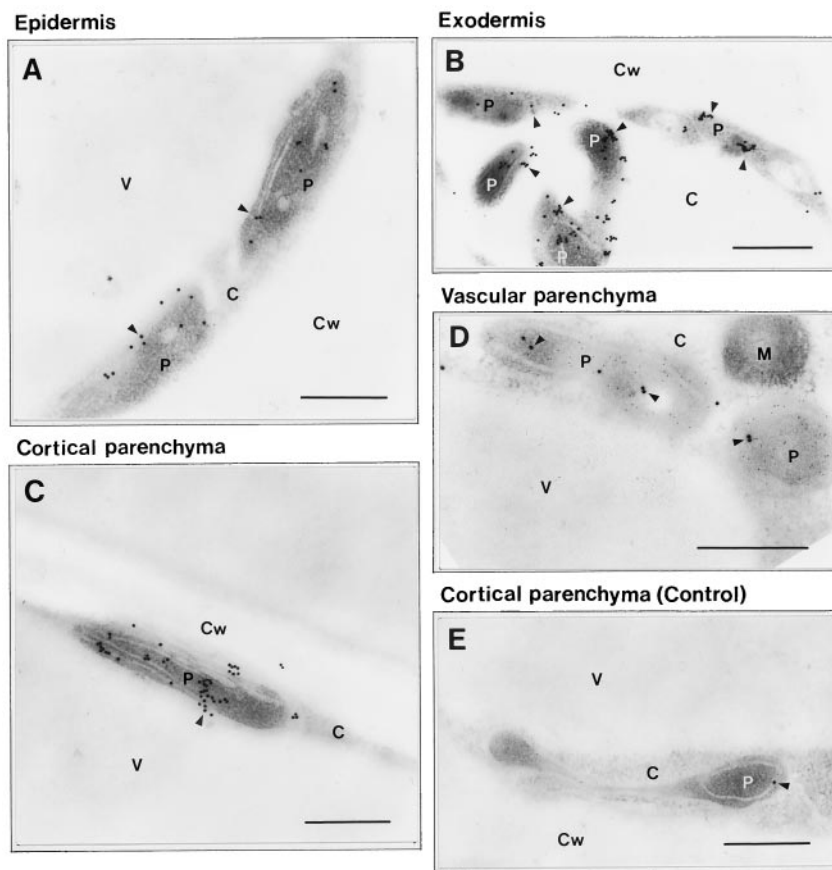 Epidermis
A
V
P
C
P
Cw
Exodermis
B
Cw
P
P
P
P
C
P
Vascular parenchyma
D
C
M
P
P
V
Cortical parenchyma
C
Cw
P
C
V
Cortical parenchyma (Control)
E
V
C
P
Cw